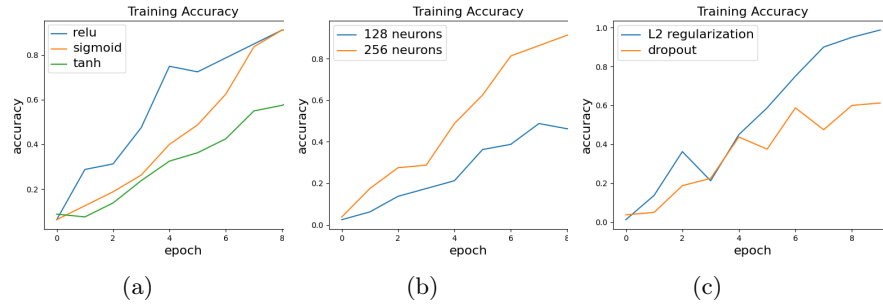 Training Accuracy
relu
sigmoid
tanh
0.8
0.6
0.4
0.2
accuracy
0 2 4 6 8
epoch
(a)
Training Accuracy
128 neurons
256 neurons
0.8
0.6
0.4
0.2
0.0
accuracy
0 2 4 6 8
epoch
(b)
Training Accuracy
L2 regularization
dropout
1.0
0.8
0.6
0.4
0.2
0.0
accuracy
0 2 4 6 8
epoch
(c)